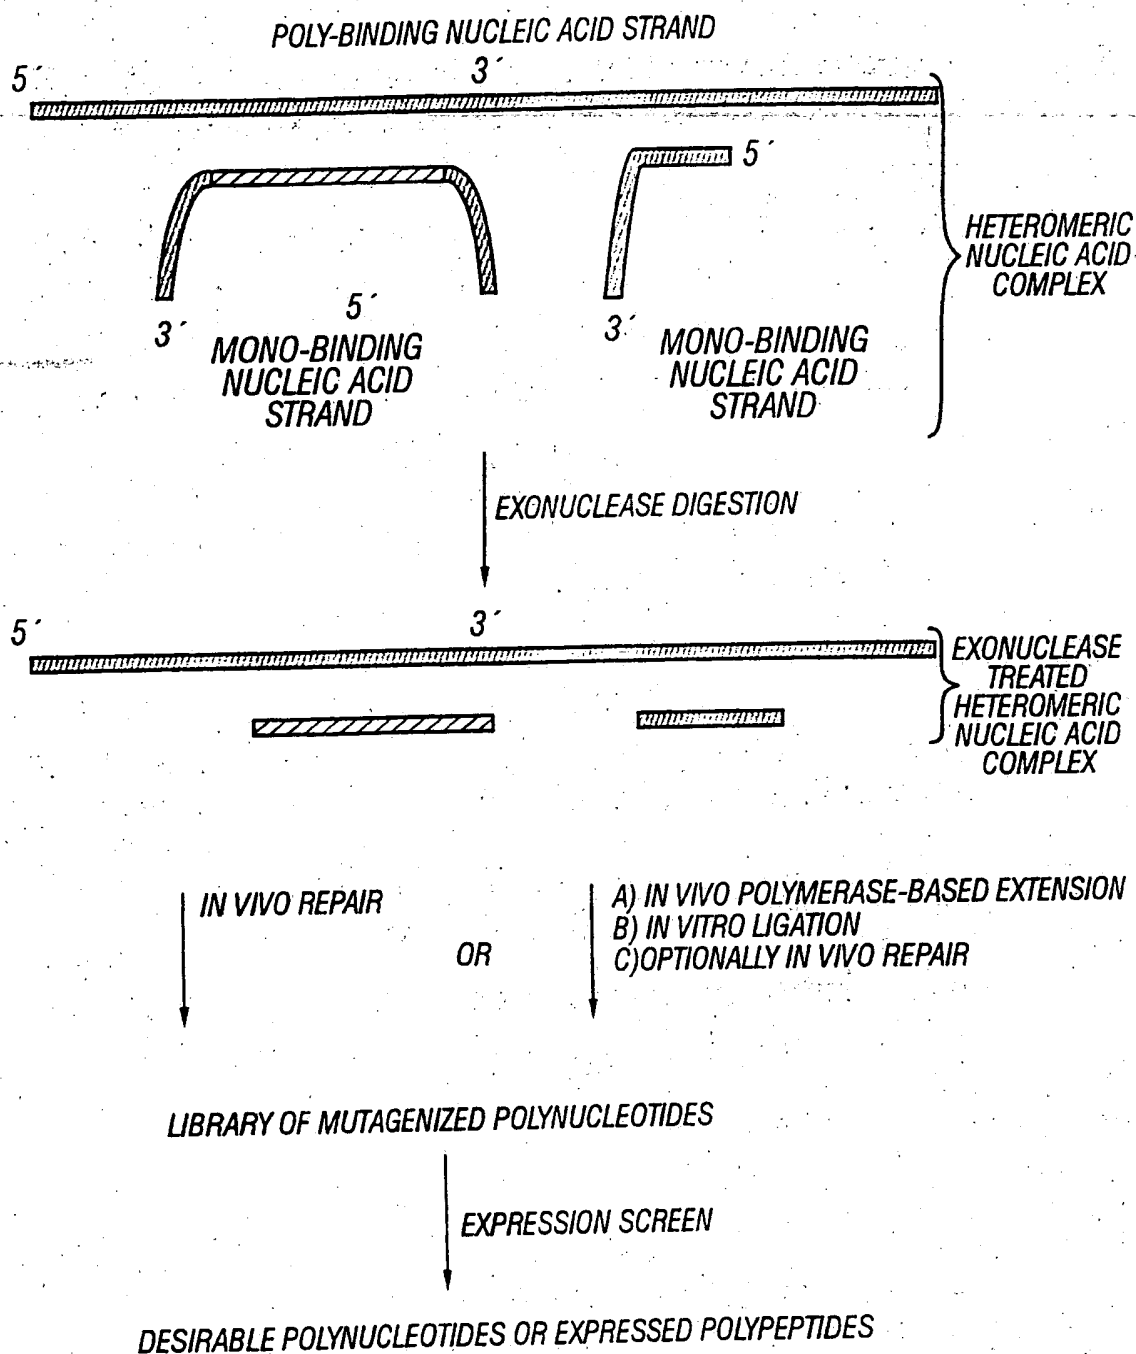 POLY-BINDING NUCLEIC ACID STRAND
5´
3´
5´
3´
5´
3´
MONO-BINDING
NUCLEIC ACID
STRAND
MONO-BINDING
NUCLEIC ACID
STRAND
HETEROMERIC
NUCLEIC ACID
COMPLEX
EXONUCLEASE DIGESTION
5´
3´
EXONUCLEASE
TREATED
HETEROMERIC
NUCLEIC ACID
COMPLEX
IN VIVO REPAIR
OR
A) IN VIVO POLYMERASE-BASED EXTENSION
B) IN VITRO LIGATION
C)OPTIONALLY IN VIVO REPAIR
LIBRARY OF MUTAGENIZED POLYNUCLEOTIDES
EXPRESSION SCREEN
DESIRABLE POLYNUCLEOTIDES OR EXPRESSED POLYPEPTIDES